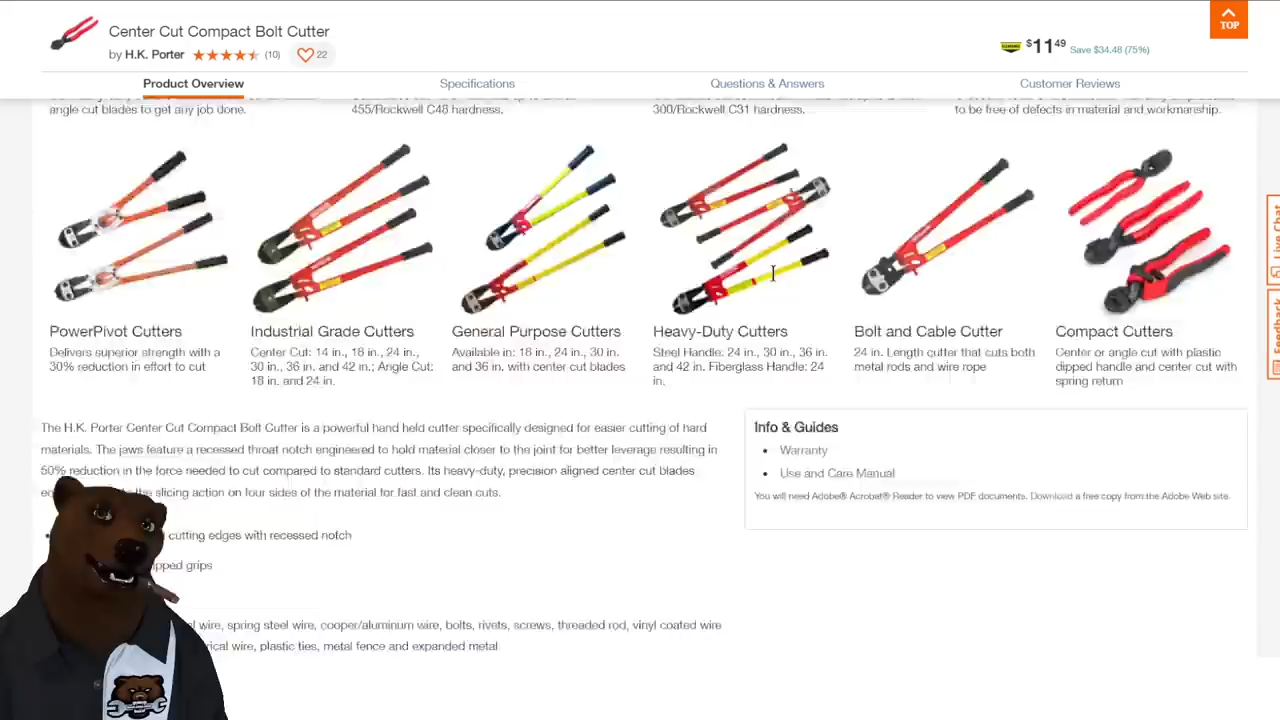 Center Cut Compact Bolt Cutter
by H.K. Porter (10) 22
$11 49 Save $34.48 (75%)
TOP
Product Overview Specifications Questions & Answers Customer Reviews
angle cut blades to get any job done.
455/Rockwell C48 hardness.
300/Rockwell C31 hardness.
to be free of defects in material and workmanship.
PowerPivot Cutters
Delivers superior strength with a
30% reduction in effort to cut
Industrial Grade Cutters
Center Cut: 14 in., 18 in., 24 in.,
30 in., 36 in. and 42 in.; Angle Cut:
18 in. and 24 in.
General Purpose Cutters
Available in: 18 in., 24 in., 30 in.
and 36 in. with center cut blades
Heavy-Duty Cutters
Steel Handle: 24 in., 30 in., 36 in.
and 42 in. Fiberglass Handle: 24
in.
Bolt and Cable Cutter
24 in. Length cutter that cuts both
metal rods and wire rope
Compact Cutters
Center or angle cut with plastic
dipped handle and center cut with
spring return
The H.K. Porter Center Cut Compact Bolt Cutter is a powerful hand held cutter specifically designed for easier cutting of hard
materials. The jaws feature a recessed throat notch engineered to hold material closer to the joint for better leverage resulting in
50% reduction in the force needed to cut compared to standard cutters. Its heavy-duty, precision aligned center cut blades
the slicing action on four sides of the material for fast and clean cuts.
cutting edges with recessed notch
grips
wire, spring steel wire, cooper/aluminum wire, bolts, rivets, screws, threaded rod, vinyl coated wire
wire, plastic ties, metal fence and expanded metal
Info & Guides
Warranty
Use and Care Manual
You will need Adobe® Acrobat® Reader to view PDF documents. Download a free copy from the Adobe Web site.
Live Chat
Feedback